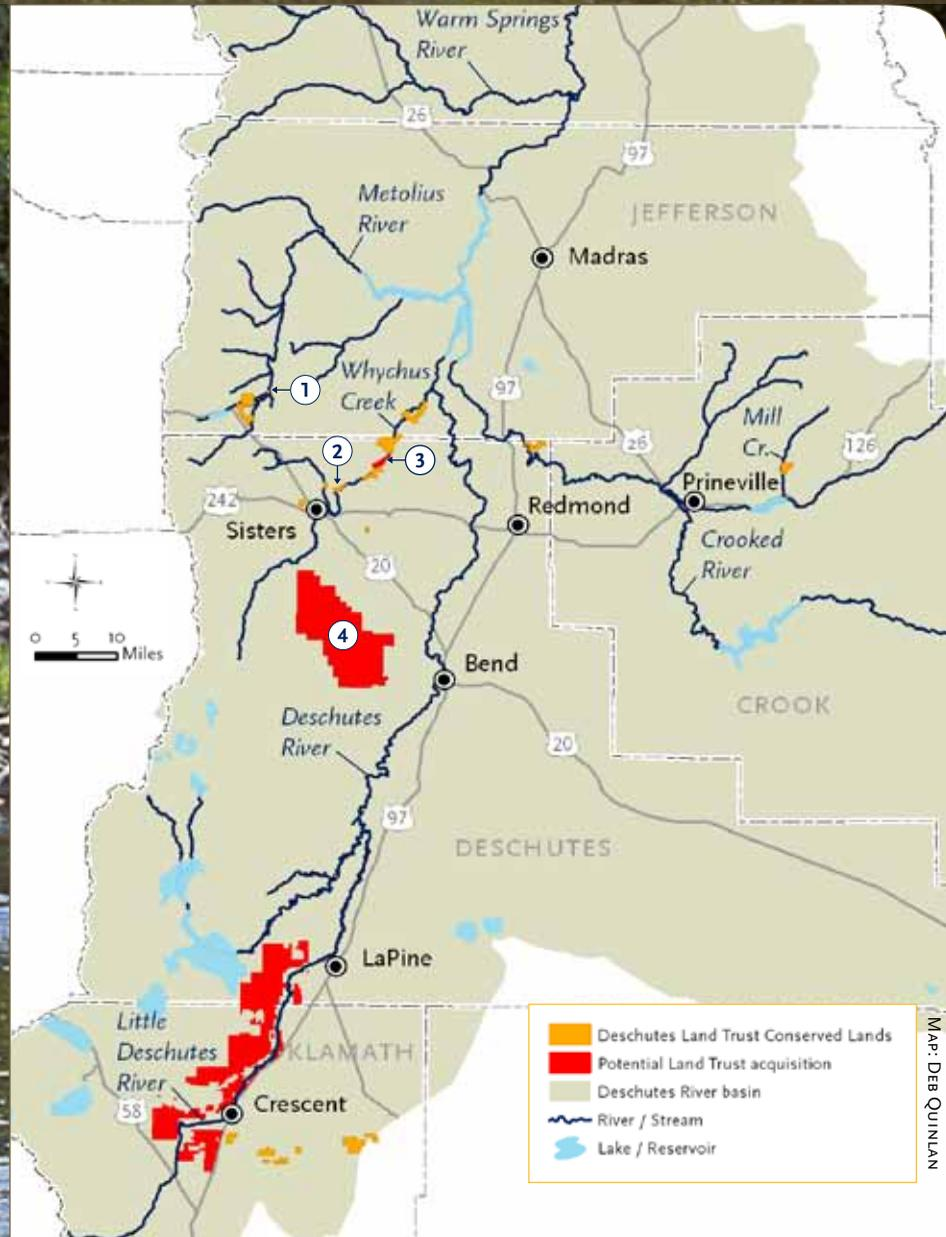 Warm Springs
River
26
97
Metolius
River
JEFFERSON
Madras
Whychus
Creek
1
97
2
3
26
Mill
Cr.
126
242
Sisters
Redmond
Prineville
Crooked
River
20
0 5 10
Miles
4
Bend
CROOK
Deschutes
River
20
97
DESCHUTES
LaPine
Little
Deschutes
River
KLAMATH
58
Crescent
Deschutes Land Trust Conserved Lands
Potential Land Trust acquisition
Deschutes River basin
River / Stream
Lake / Reservoir
MAP: DEB QUINLAN